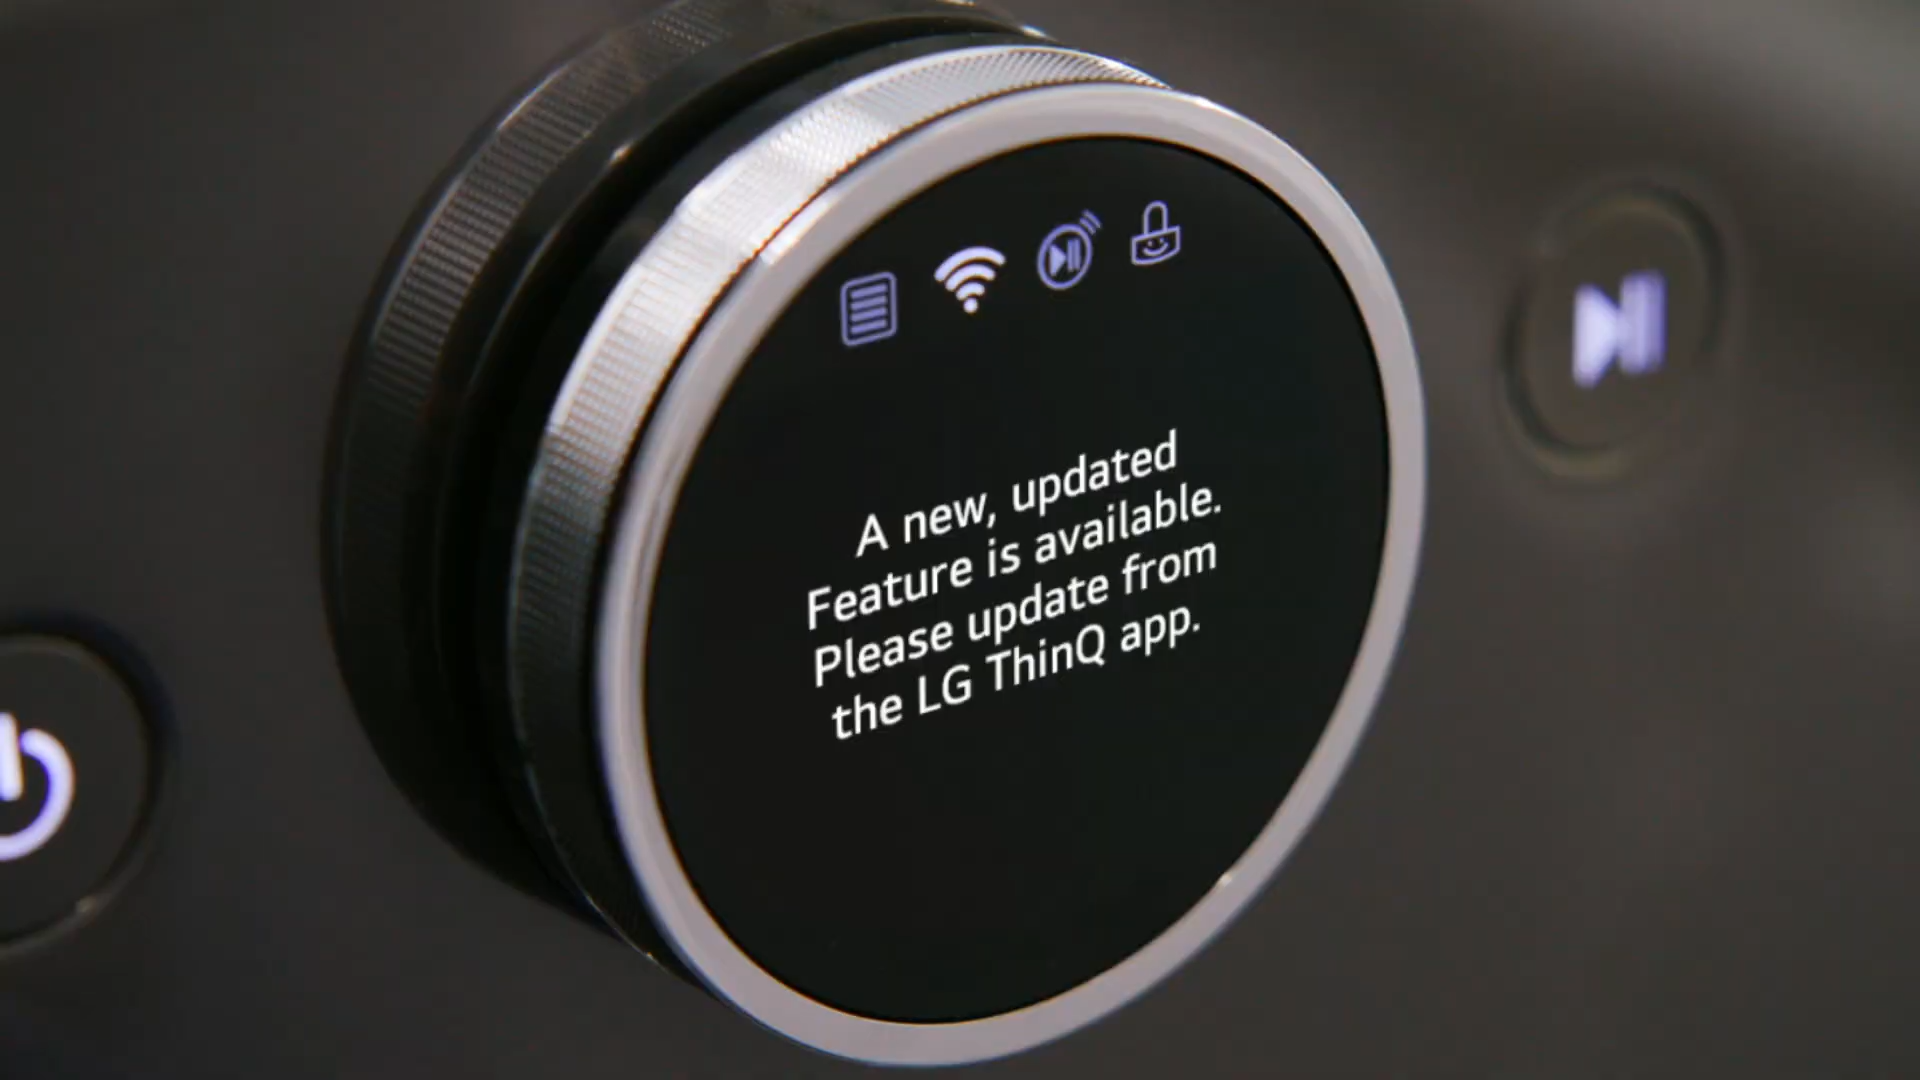 A new, updated
Feature is available.
Please update from
the LG ThinQ app.